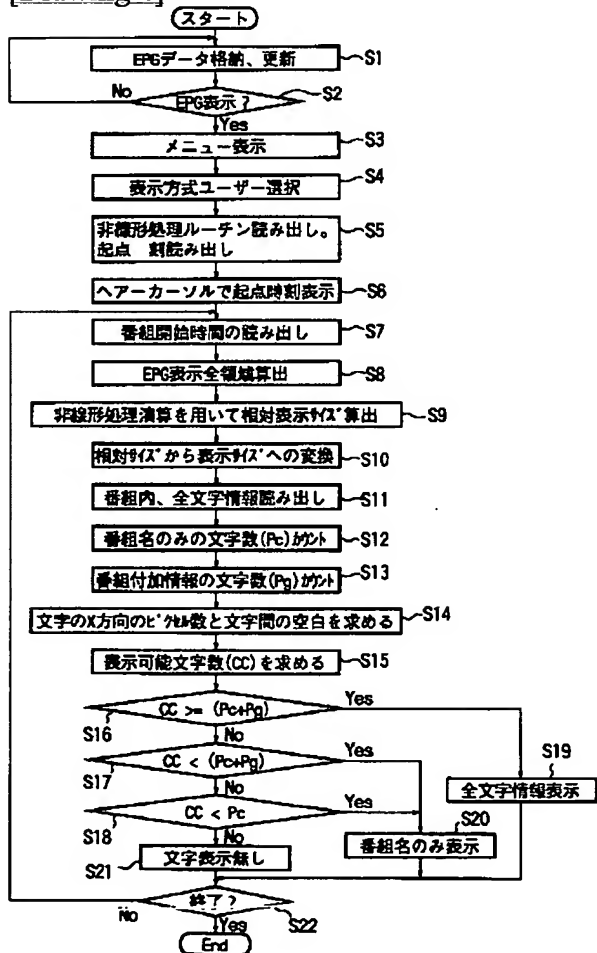 スタート
EPGデータ格納、更新
S1
EPG表示?
S2
No
Yes
メニュー表示
S3
表示方式ユーザー選択
S4
非線形処理ルーチン読み出し。
起点 刻読み出し
S5
ヘアーカーソルで起点時刻表示
S6
番組開始時間の読み出し
S7
EPG表示全領域算出
S8
非線形処理演算を用いて相対表示サイズ算出
S9
相対サイズから表示サイズへの変換
S10
番組内、全文字情報読み出し
S11
番組名のみの文字数(Pc)カウント
S12
番組付加情報の文字数(Pg)カウント
S13
文字のX方向のピクセル数と文字間の空白を求める
S14
表示可能文字数(CC)を求める
S15
CC >= (Pc+Pg)
Yes
S16
No
CC < (Pc+Pg)
Yes
S17
No
CC < Pc
Yes
S18
No
S19
全文字情報表示
S20
番組名のみ表示
文字表示無し
S21
終了?
S22
No
Yes
End